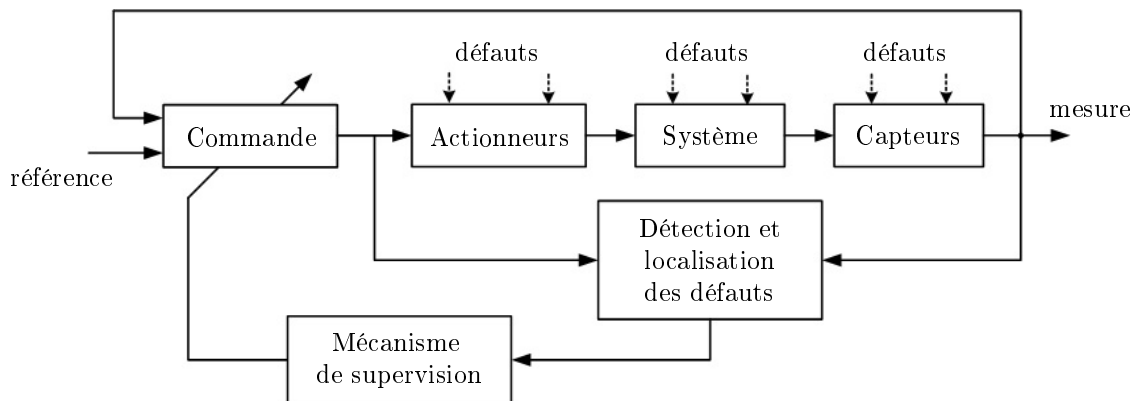 défauts
défauts
défauts
Commande
Actionneurs
Système
Capteurs
mesure
référence
Détection et
localisation
des défauts
Mécanisme
de supervision